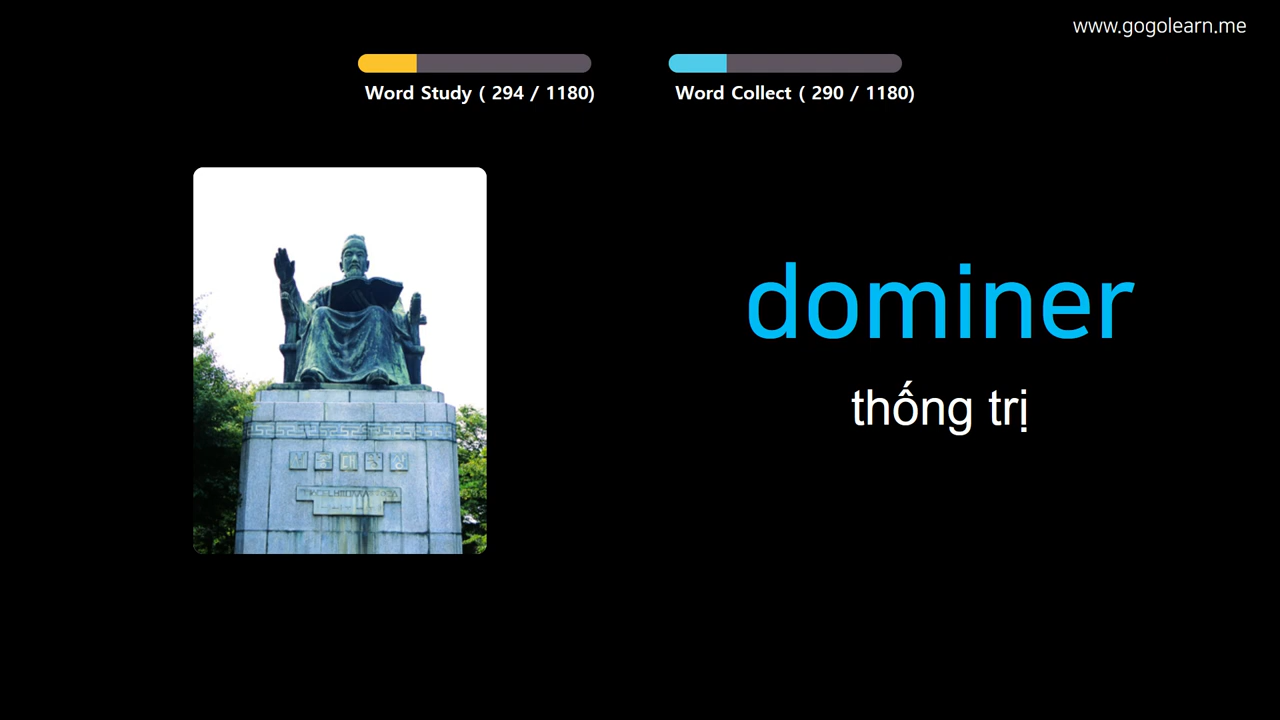 www.gogolearn.me
Word Study ( 294 / 1180)
Word Collect ( 290 / 1180)
dominer
thống trị